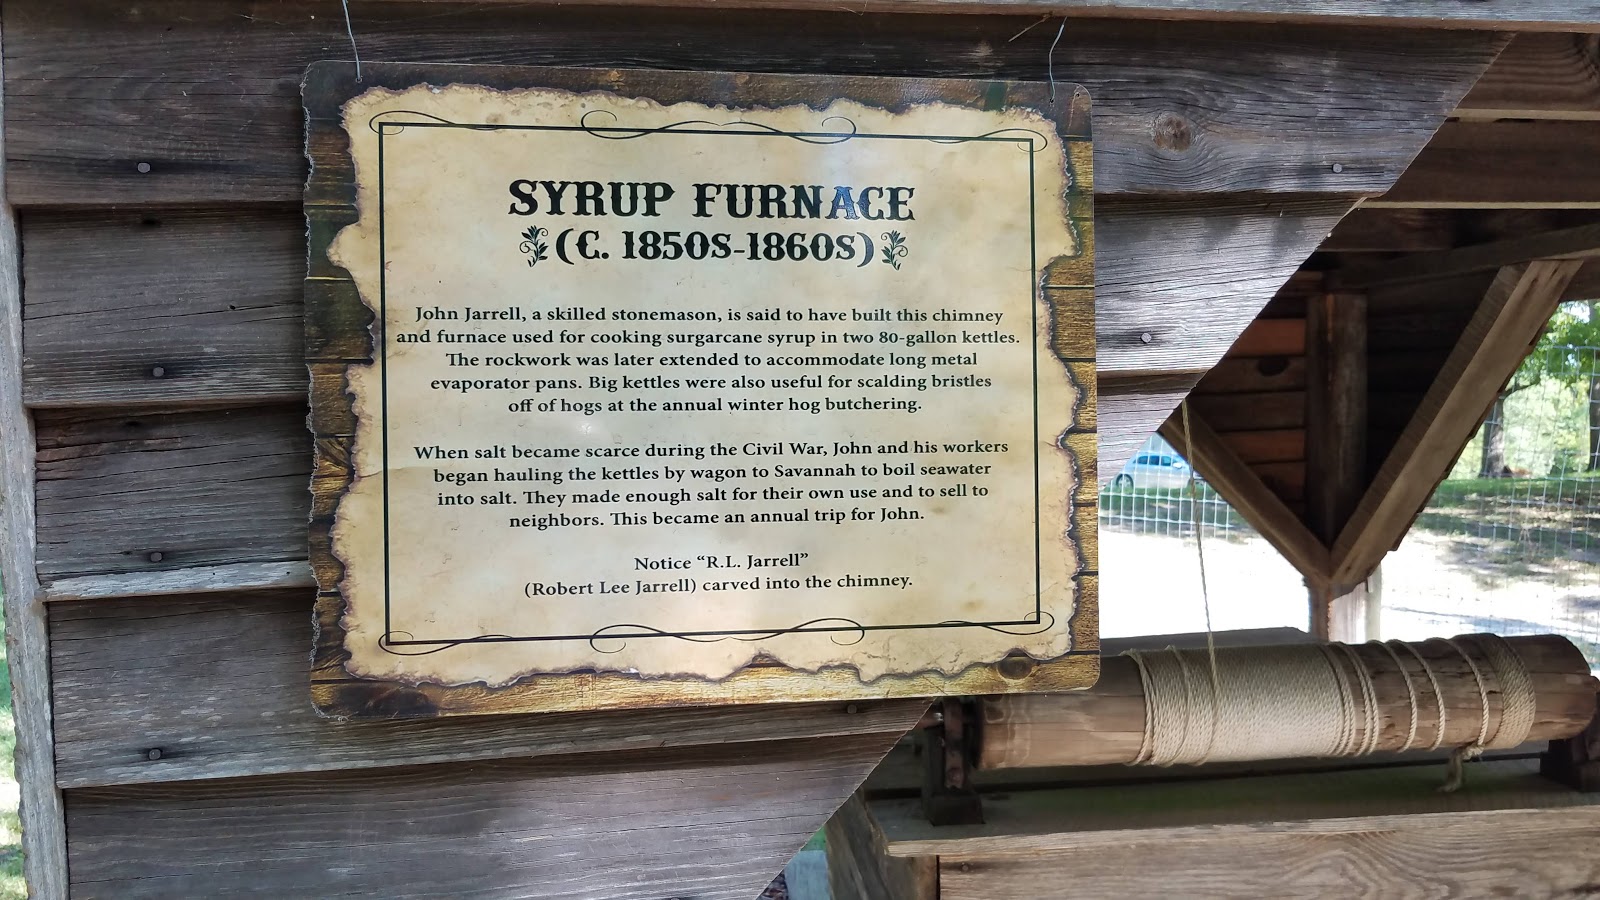 SYRUP FURNACE
(C. 1850S-1860S)
John Jarrell, a skilled stonemason, is said to have built this chimney
and furnace used for cooking surgarcane syrup in two 80-gallon kettles.
The rockwork was later extended to accommodate long metal
evaporator pans. Big kettles were also useful for scalding bristles
off of hogs at the annual winter hog butchering.
When salt became scarce during the Civil War, John and his workers
began hauling the kettles by wagon to Savannah to boil seawater
into salt. They made enough salt for their own use and to sell to
neighbors. This became an annual trip for John.
Notice “R.L. Jarrell”
(Robert Lee Jarrell) carved into the chimney.